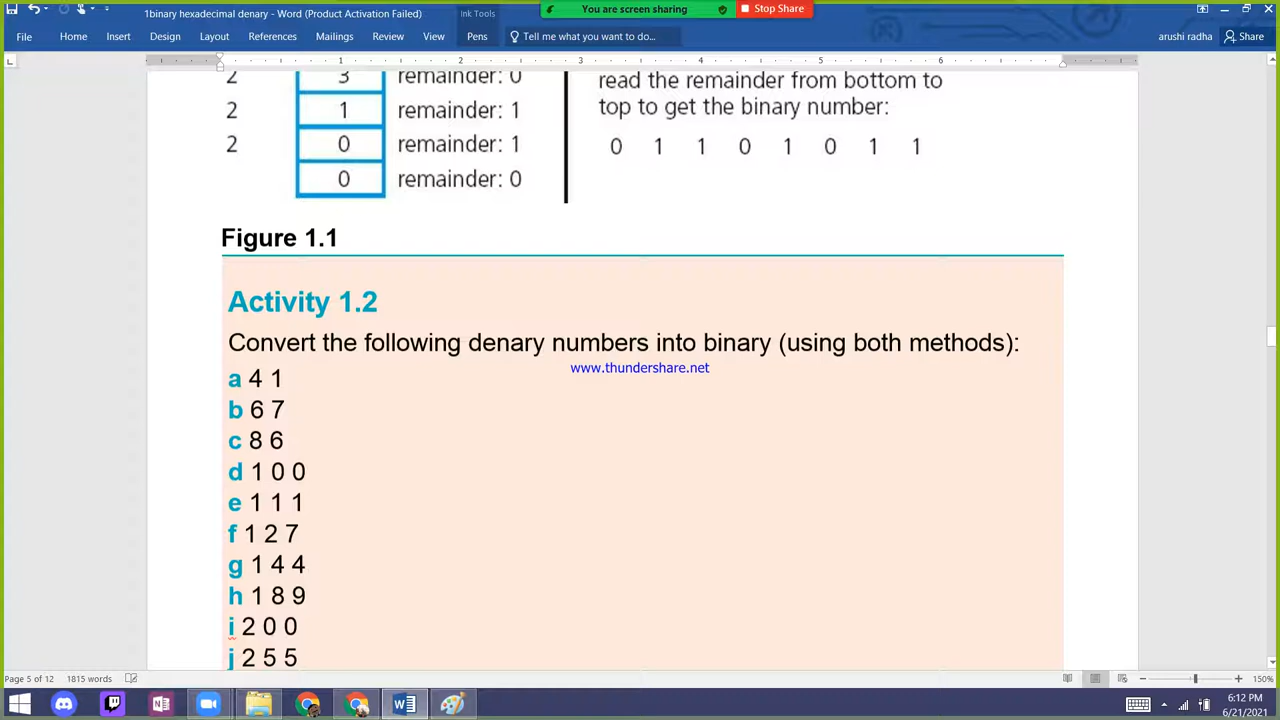 1binary hexadecimal denary - Word (Product Activation Failed)
Ink Tools
You are screen sharing
Stop Share
File Home Insert Design Layout References Mailings Review View Pens Tell me what you want to do... arushi radha Share
1 2 3 4 5 6
2 3 remainder: 0
2 1 remainder: 1
2 0 remainder: 1
0 remainder: 0
read the remainder from bottom to
top to get the binary number:
0 1 1 0 1 0 1 1
Figure 1.1
Activity 1.2
Convert the following denary numbers into binary (using both methods):
www.thundershare.net
a 4 1
b 6 7
c 8 6
d 1 0 0
e 1 1 1
f 1 2 7
g 1 4 4
h 1 8 9
i 2 0 0
j 2 5 5
Page 5 of 12 1815 words 150%
6:12 PM
6/21/2021